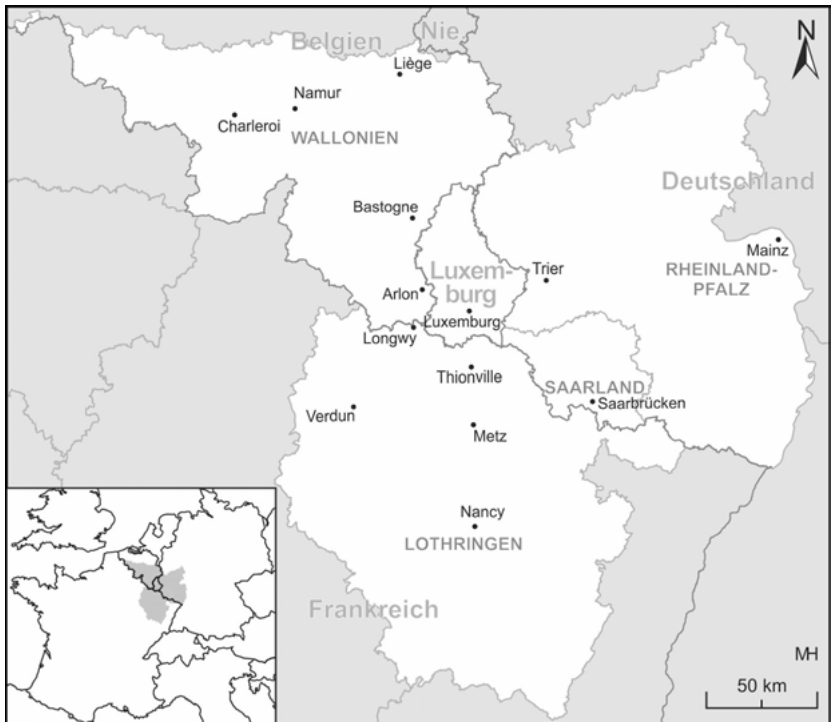 N
Belgien
Nie.
Liège
Namur
Charleroi
WALLONIEN
Deutschland
Bastogne
Mainz
RHEINLAND-
PFALZ
Luxem-
burg
Trier
Arlon
Luxemburg
Longwy
Thionville
SAARLAND
Saarbrücken
Verdun
Metz
Nancy
LOTHRINGEN
Frankreich
MH
50 km